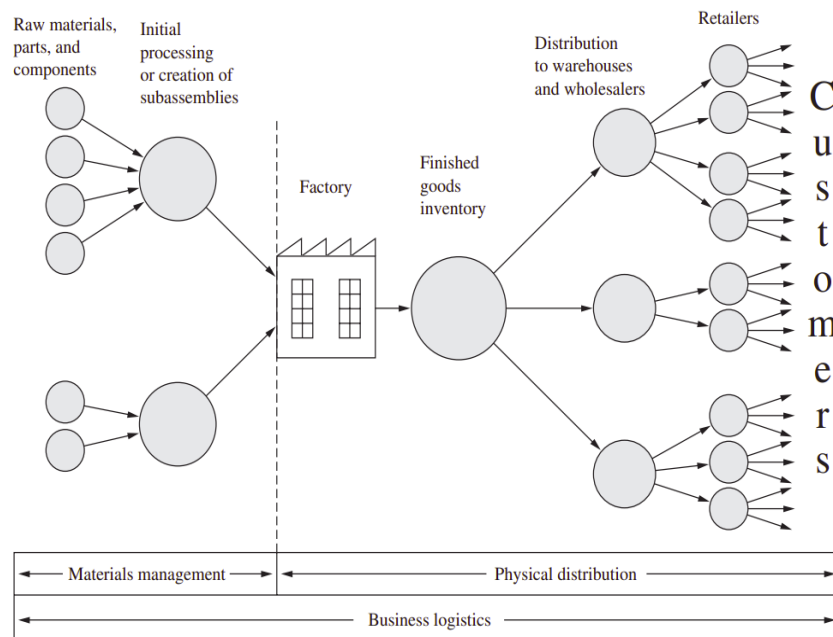 Raw materials,
parts, and
components
Initial
processing
or creation of
subassemblies
Factory
Finished
goods
inventory
Distribution
to warehouses
and wholesalers
Retailers
Customers
Materials management
Physical distribution
Business logistics